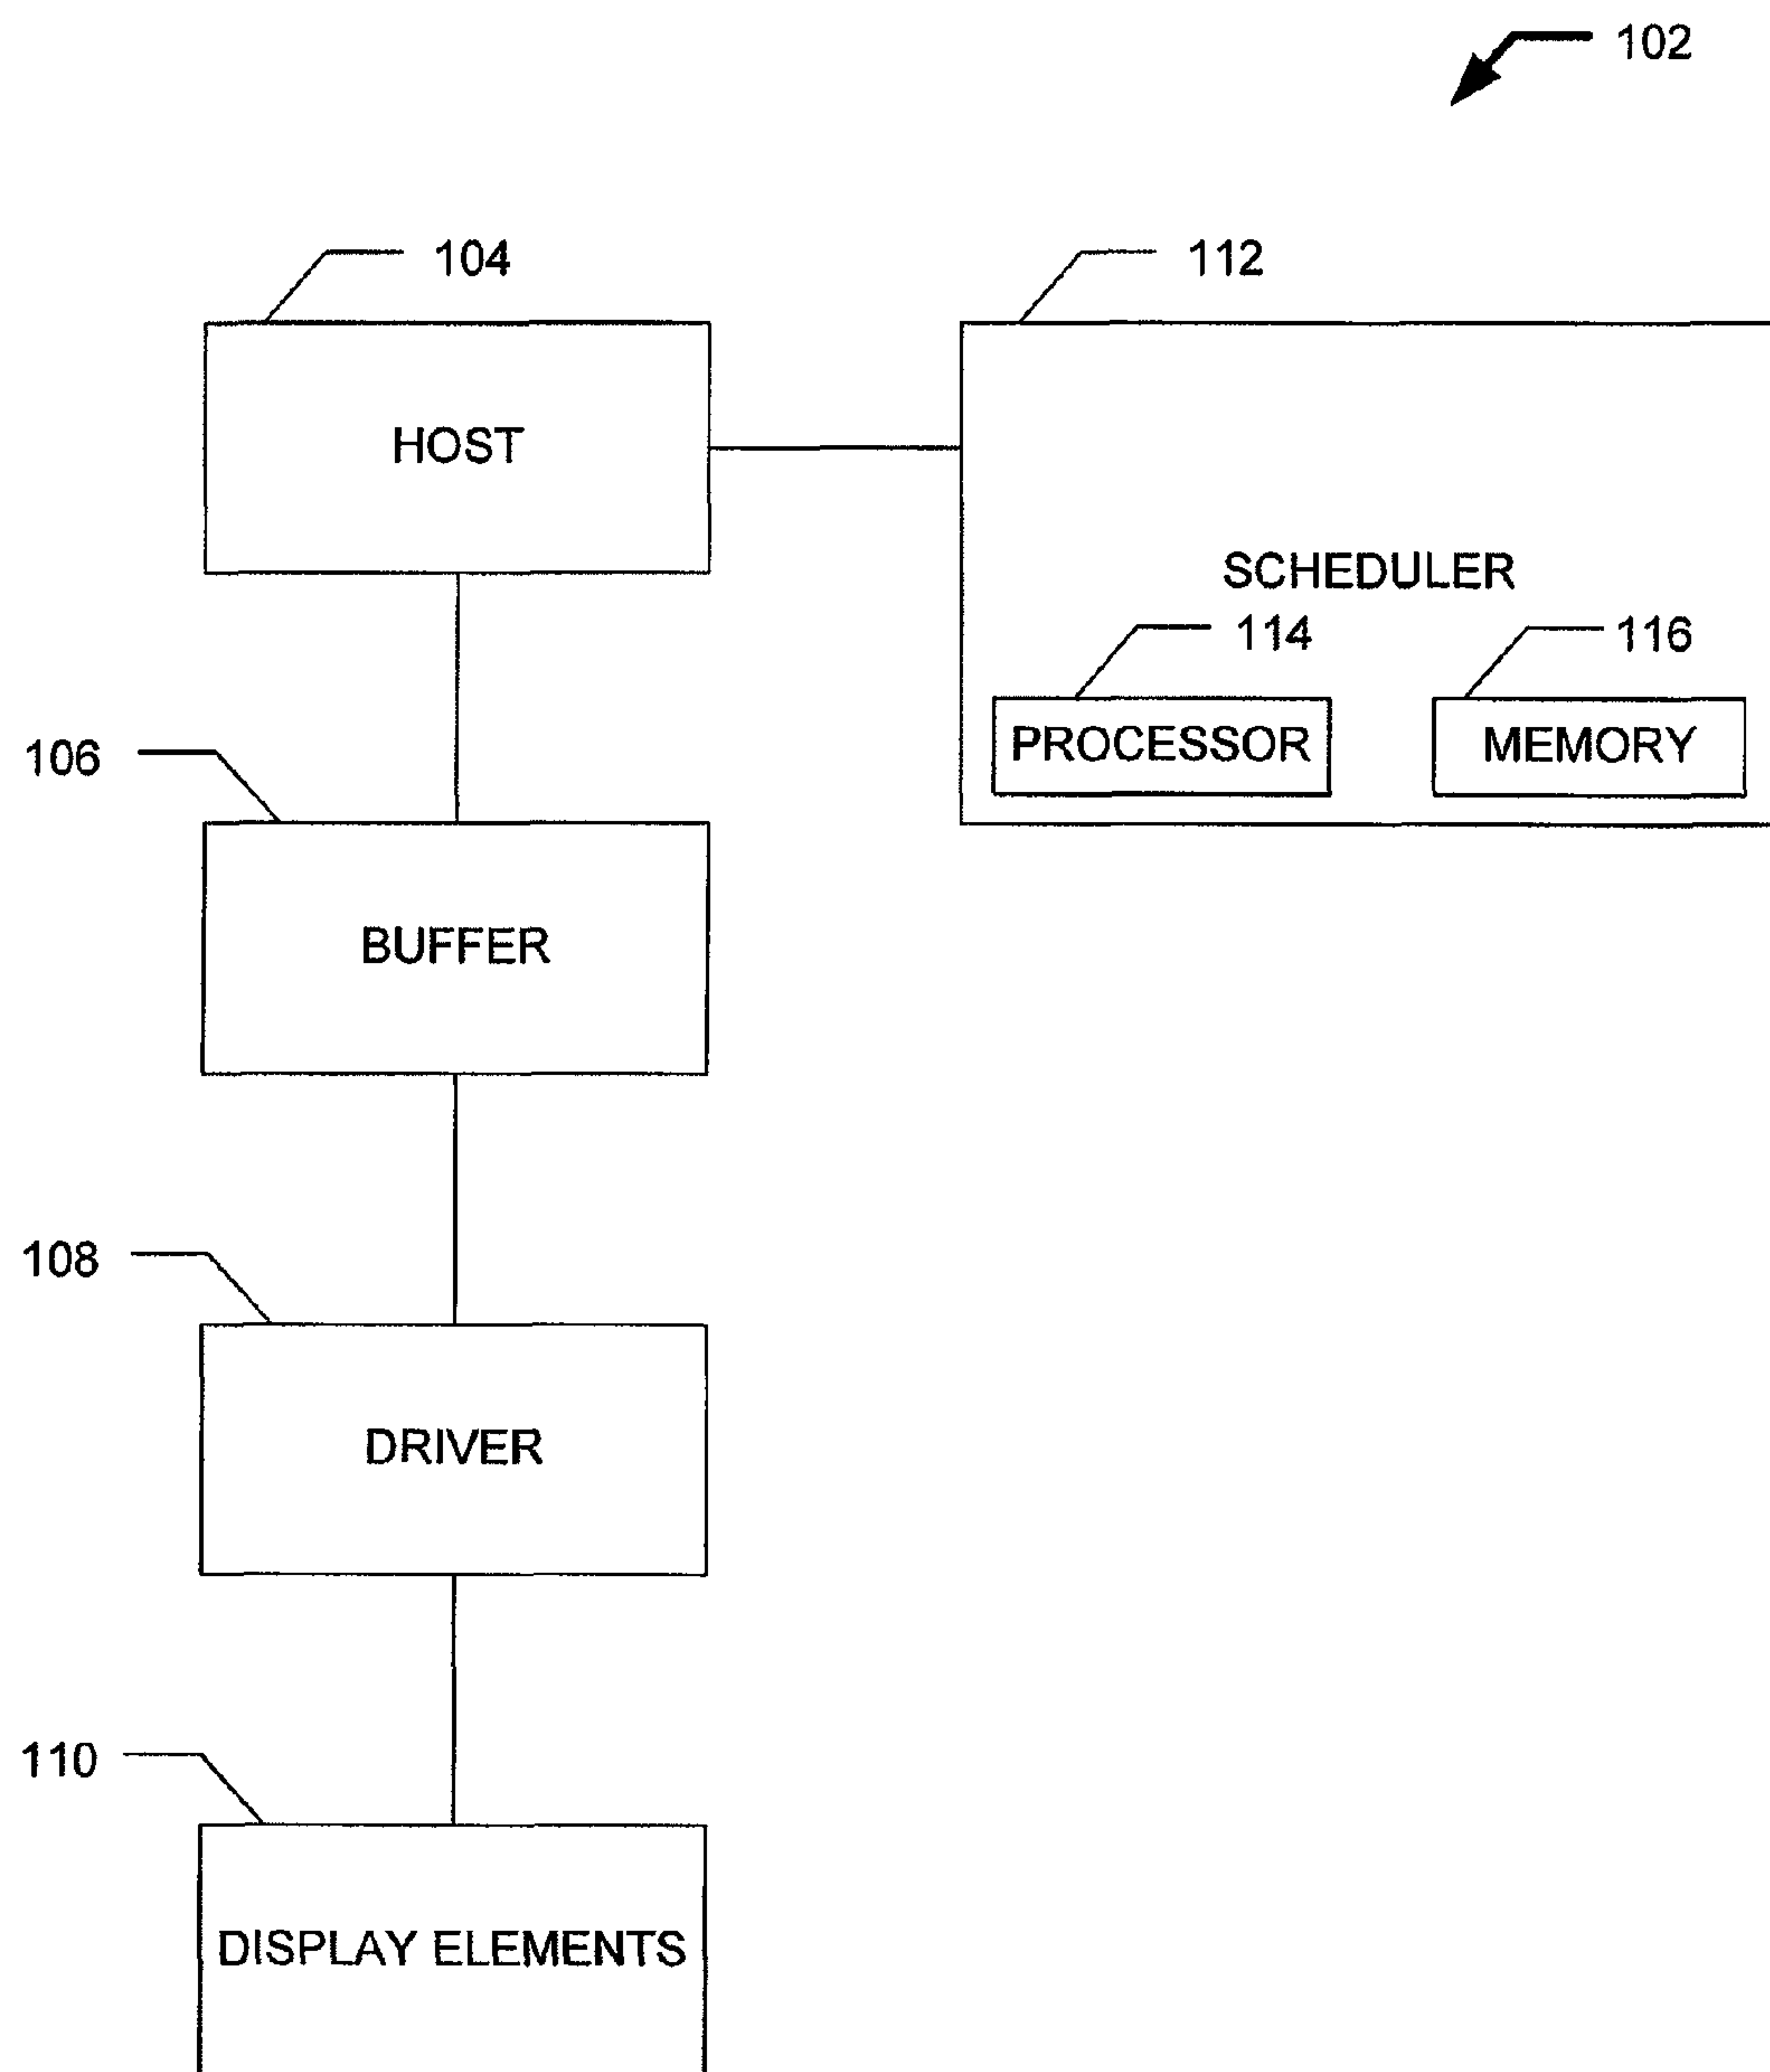 102
104
112
HOST
SCHEDULER
114
116
PROCESSOR
MEMORY
106
BUFFER
108
DRIVER
110
DISPLAY ELEMENTS